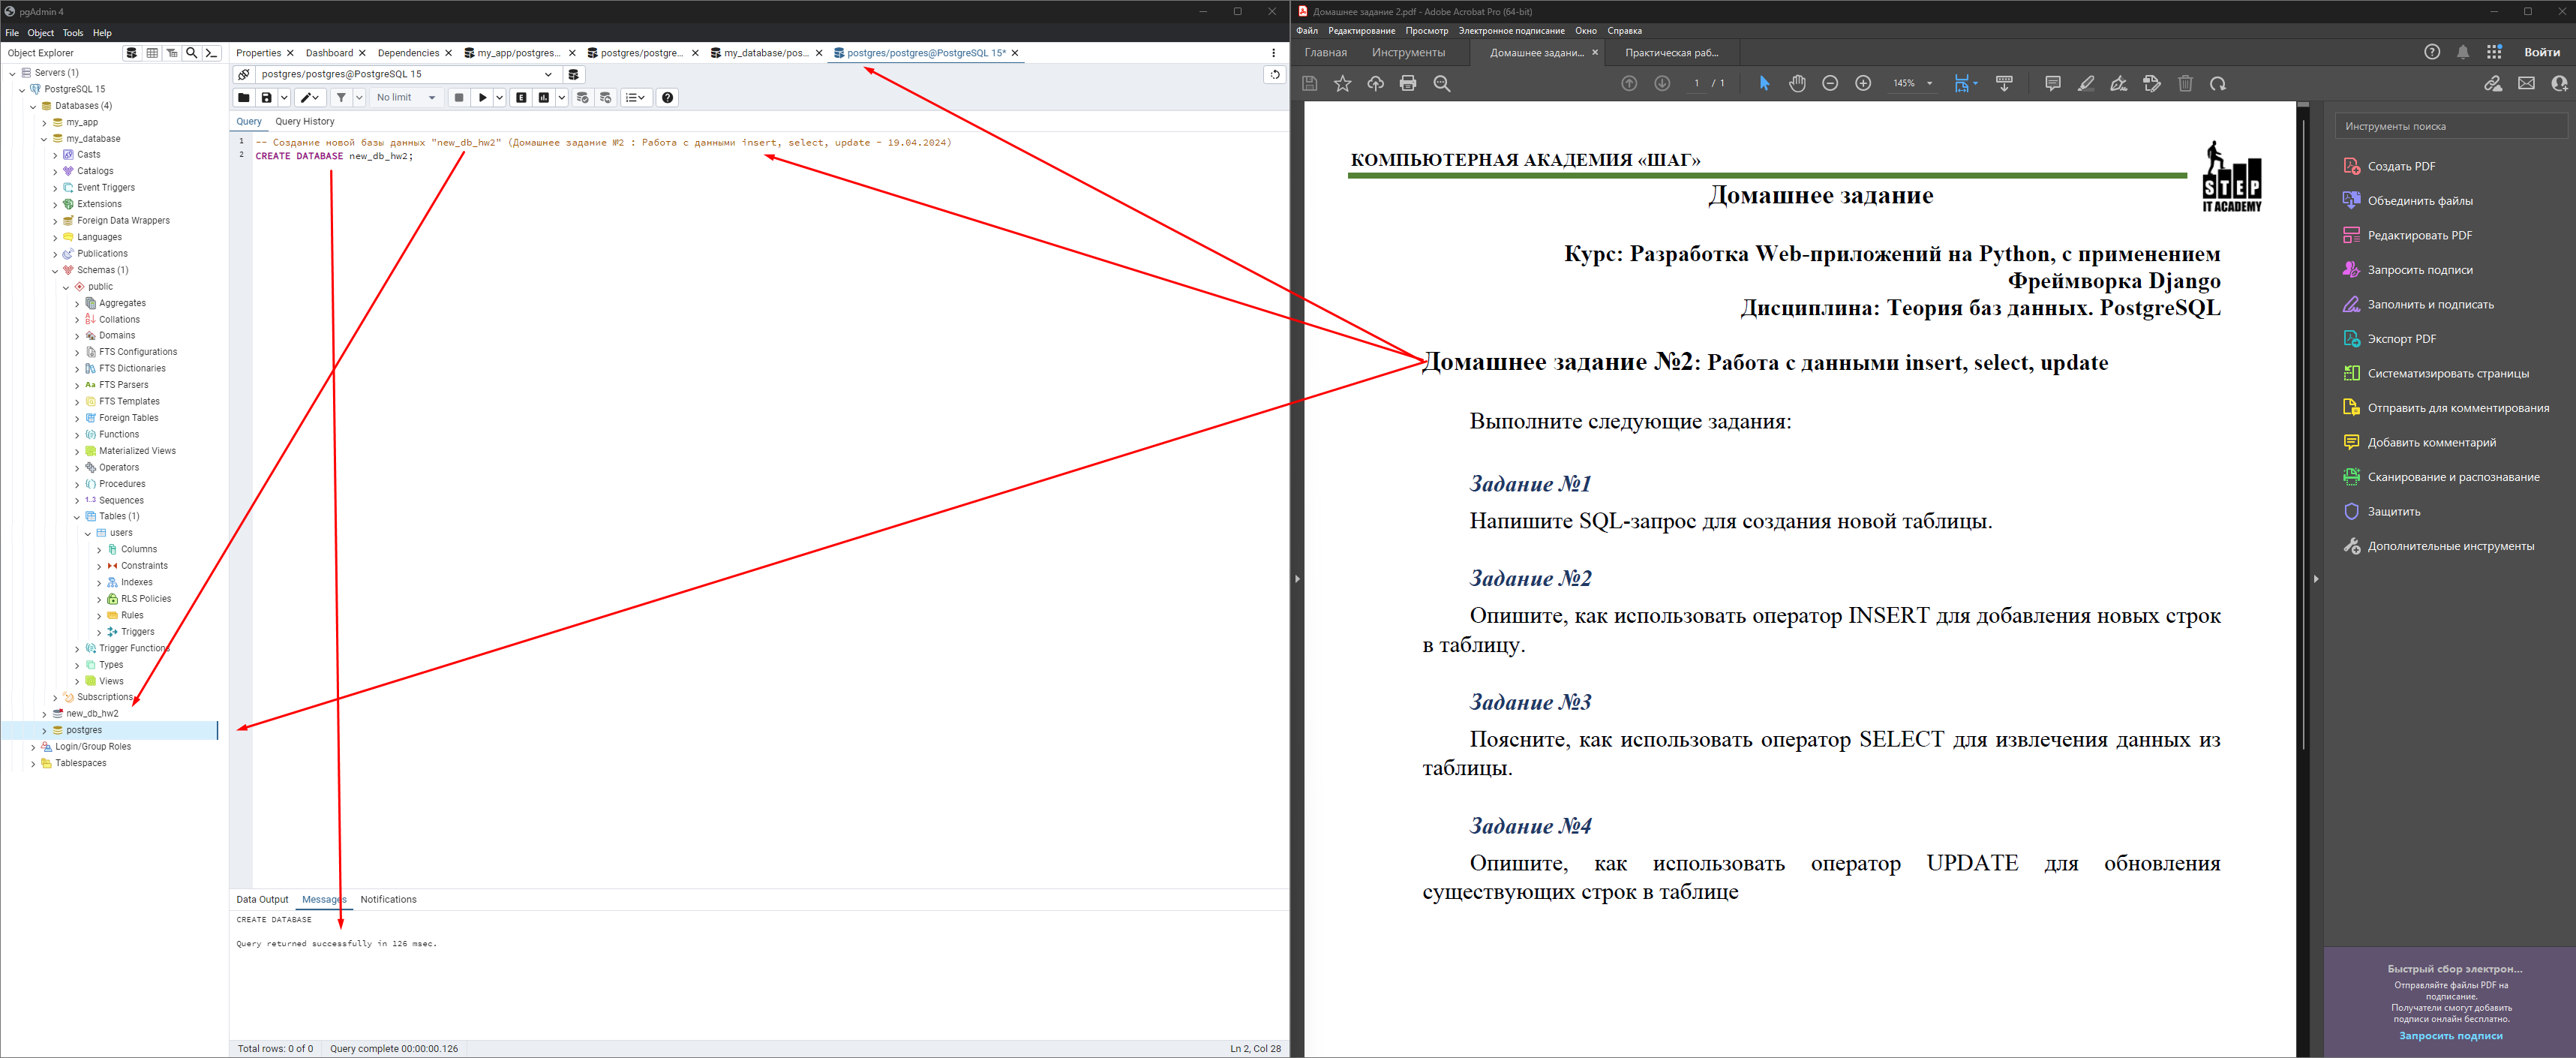 pgAdmin 4
File Object Tools Help
Object Explorer
Servers (1)
PostgreSQL 15
Databases (4)
my_app
my_database
Casts
Catalogs
Event Triggers
Extensions
Foreign Data Wrappers
Languages
Publications
Schemas (1)
public
Aggregates
Collations
Domains
FTS Configurations
FTS Dictionaries
Aa FTS Parsers
FTS Templates
Foreign Tables
Functions
Materialized Views
Operators
Procedures
1..3 Sequences
Tables (1)
users
Columns
Constraints
Indexes
RLS Policies
Rules
Triggers
Trigger Functions
Types
Views
Subscriptions
new_db_hw2
postgres
Login/Group Roles
Tablespaces
Properties Dashboard Dependencies my_app/postgres... postgres/postgre... my_database/pos... postgres/postgres@PostgreSQL 15*
postgres/postgres@PostgreSQL 15
No limit
E
Query Query History
1 -- Создание новой базы данных "new_db_hw2" (Домашнее задание №2 : Работа с данными insert, select, update - 19.04.2024)
2 CREATE DATABASE new_db_hw2;
Data Output Messages Notifications
CREATE DATABASE
Query returned successfully in 126 msec.
Total rows: 0 of 0 Query complete 00:00:00.126 Ln 2, Col 28
Домашнее задание 2.pdf - Adobe Acrobat Pro (64-bit)
Файл Редактирование Просмотр Электронное подписание Окно Справка
Главная Инструменты Домашнее задани... Практическая раб... Войти
1 / 1 145%
КОМПЬЮТЕРНАЯ АКАДЕМИЯ «ШАГ»
STEP
IT ACADEMY
Домашнее задание
Курс: Разработка Web-приложений на Python, с применением
Фреймворка Django
Дисциплина: Теория баз данных. PostgreSQL
Домашнее задание №2: Работа с данными insert, select, update
Выполните следующие задания:
Задание №1
Напишите SQL-запрос для создания новой таблицы.
Задание №2
Опишите, как использовать оператор INSERT для добавления новых строк
в таблицу.
Задание №3
Поясните, как использовать оператор SELECT для извлечения данных из
таблицы.
Задание №4
Опишите, как использовать оператор UPDATE для обновления
существующих строк в таблице
Инструменты поиска
Создать PDF
Объединить файлы
Редактировать PDF
Запросить подписи
Заполнить и подписать
Экспорт PDF
Систематизировать страницы
Отправить для комментирования
Добавить комментарий
Сканирование и распознавание
Защитить
Дополнительные инструменты
Быстрый сбор электрон...
Отправляйте файлы PDF на
подписание.
Получатели смогут добавить
подписи онлайн бесплатно.
Запросить подписи